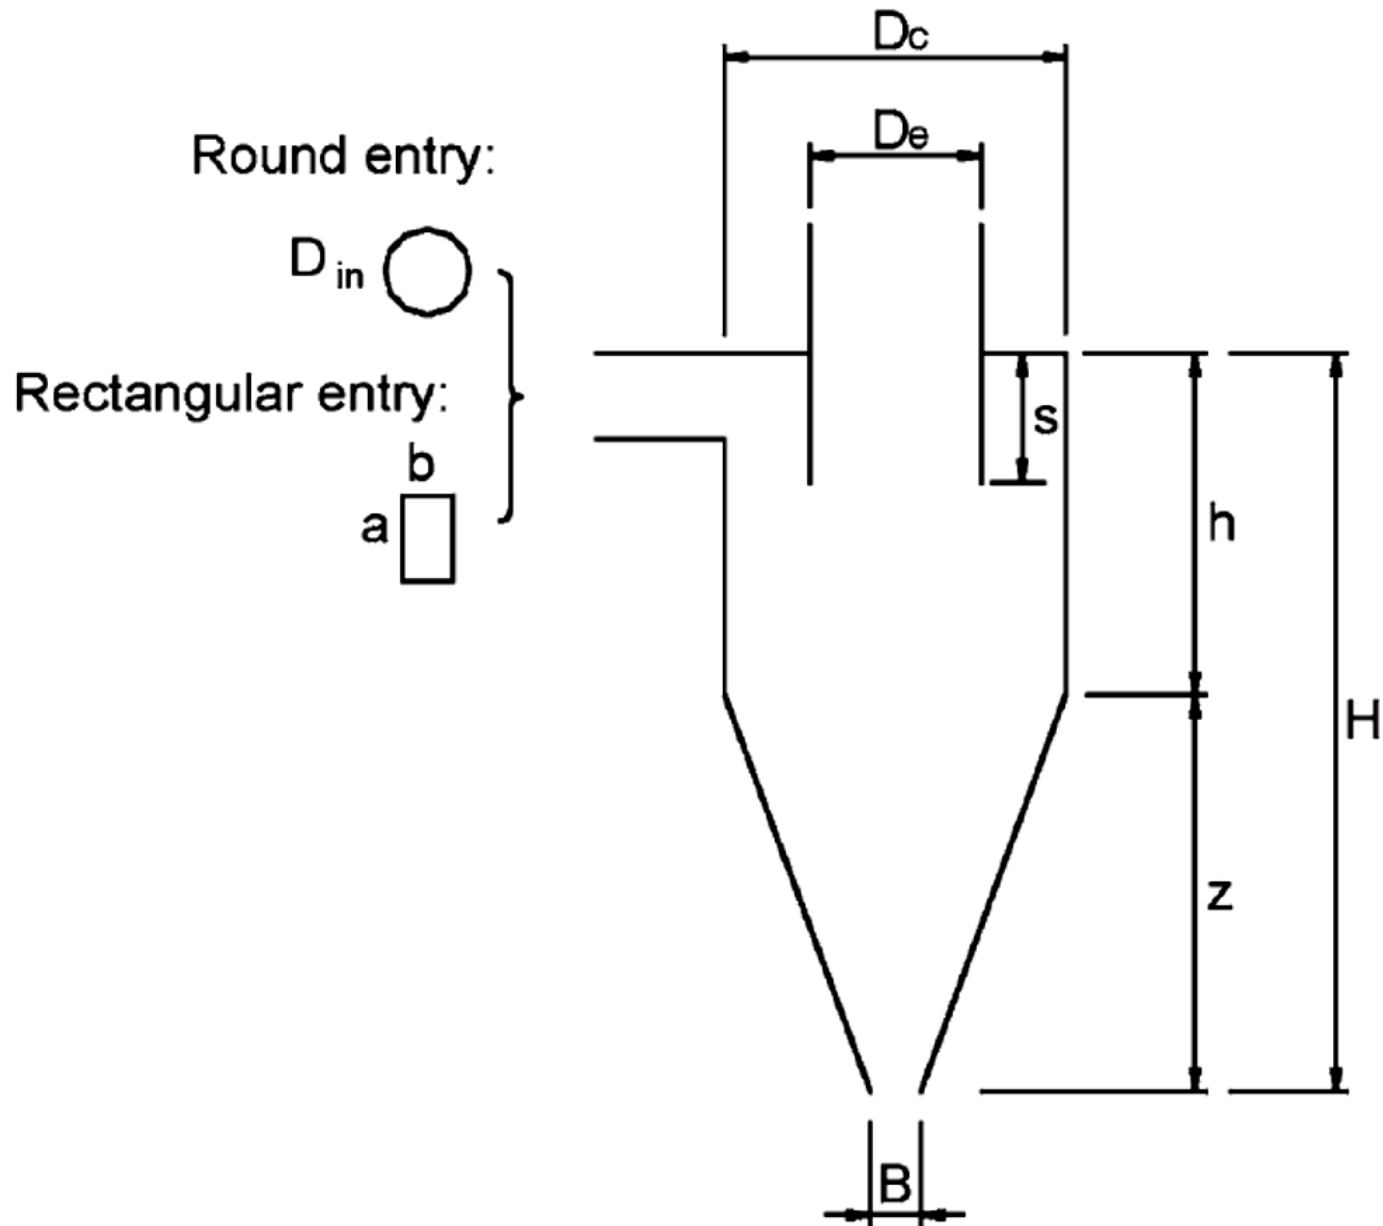 Dc
De
Round entry:
D in
Rectangular entry:
b
a
s
h
H
z
B